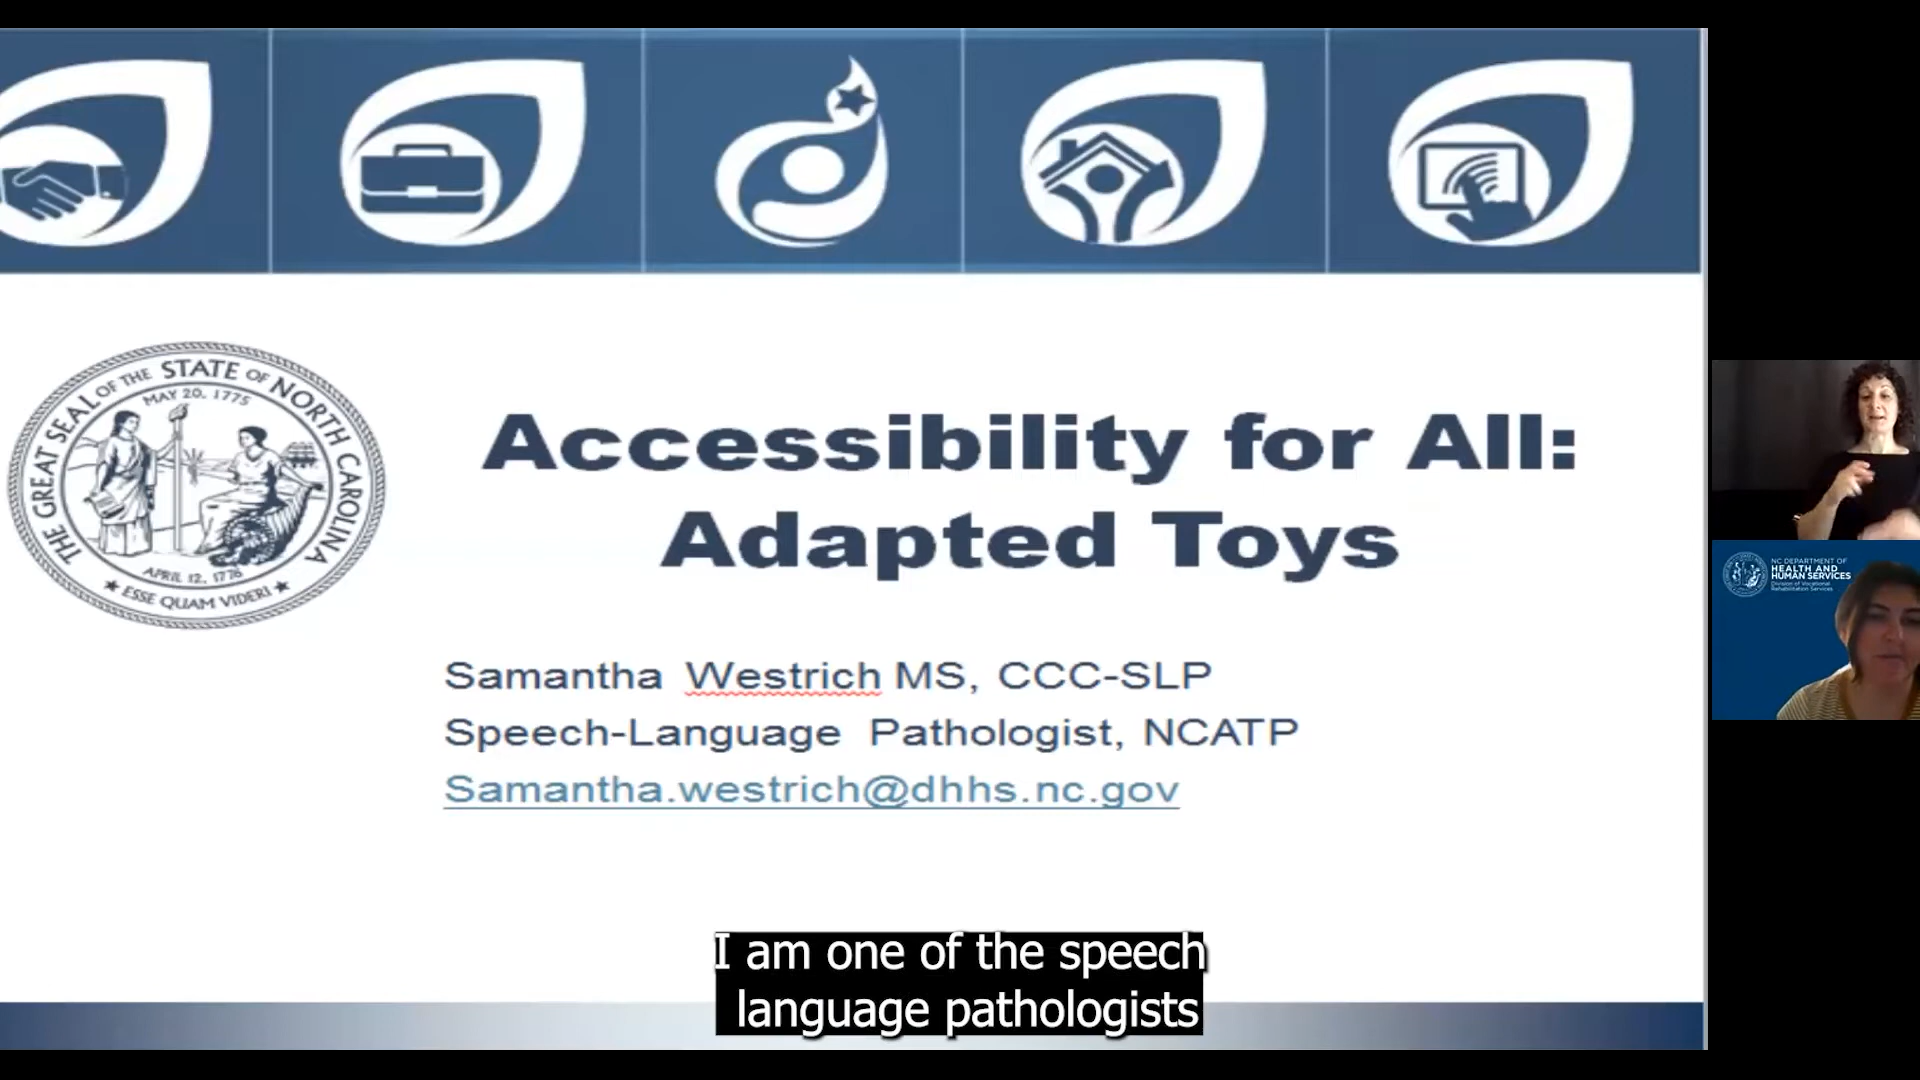 THE GREAT SEAL OF THE STATE OF NORTH CAROLINA
MAY 20, 1775
APRIL 12, 1776
★ ESSE QUAM VIDERI ★
Accessibility for All:
Adapted Toys
Samantha Westrich MS, CCC-SLP
Speech-Language Pathologist, NCATP
Samantha.westrich@dhhs.nc.gov
NC DEPARTMENT OF
HEALTH AND
HUMAN SERVICES
Division of Vocational
Rehabilitation Services
I am one of the speech
language pathologists